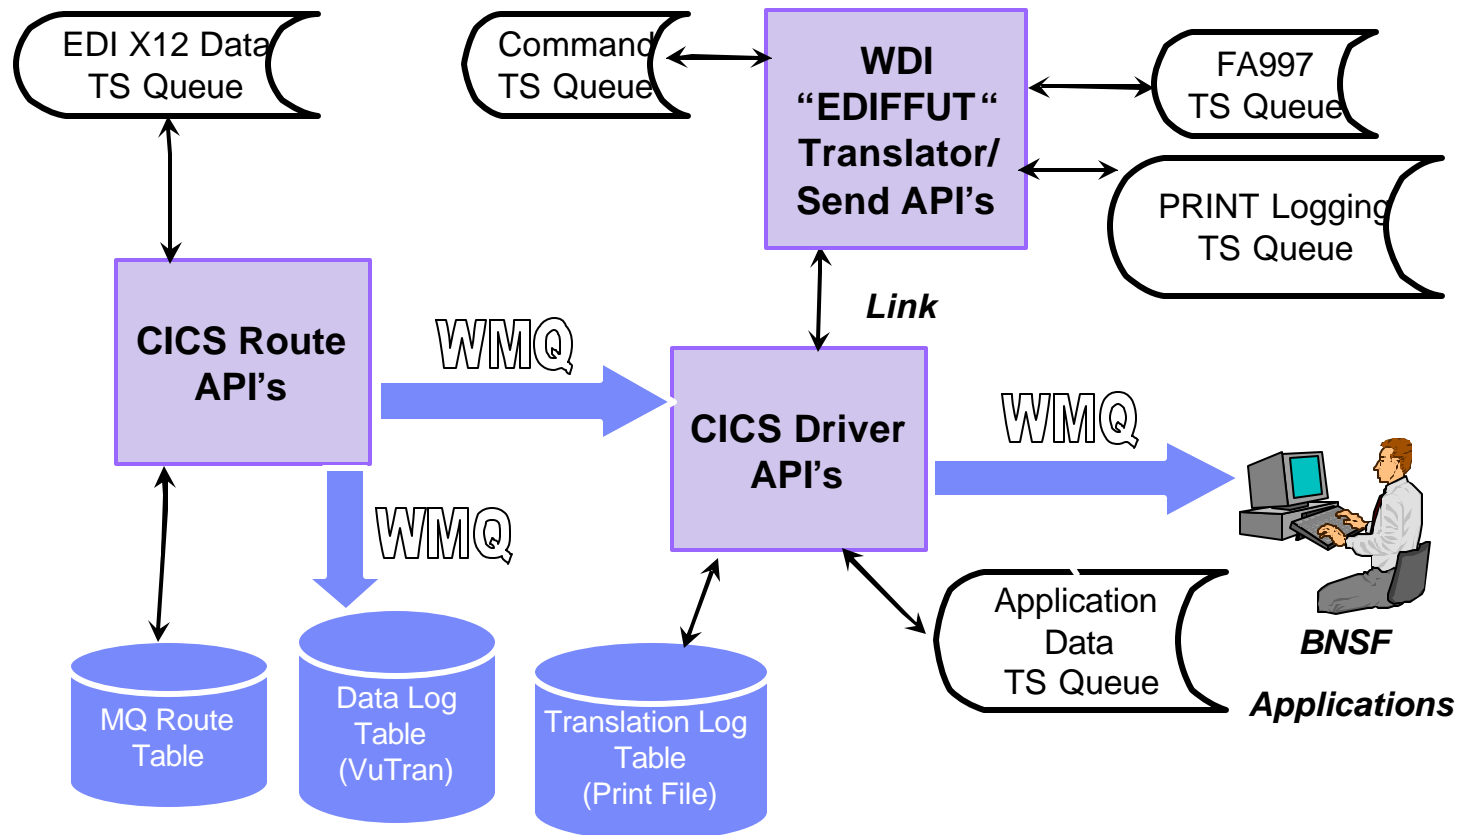 EDI X12 Data
TS Queue
Command
TS Queue
WDI
“EDIFFUT“
Translator/
Send API’s
FA997
TS Queue
PRINT Logging
TS Queue
Link
CICS Route
API’s
WMQ
CICS Driver
API’s
WMQ
WMQ
BNSF
Applications
Application
Data
TS Queue
MQ Route
Table
Data Log
Table
(VuTran)
Translation Log
Table
(Print File)